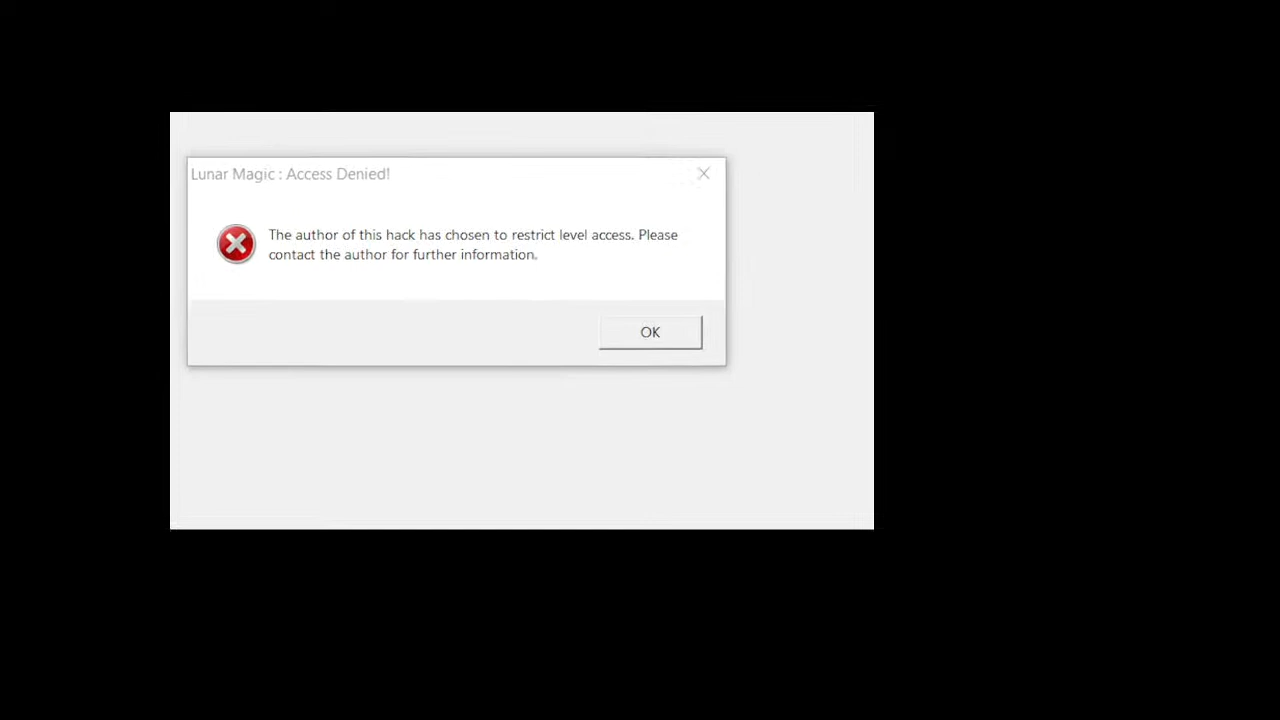 Lunar Magic : Access Denied!
The author of this hack has chosen to restrict level access. Please
contact the author for further information.
OK